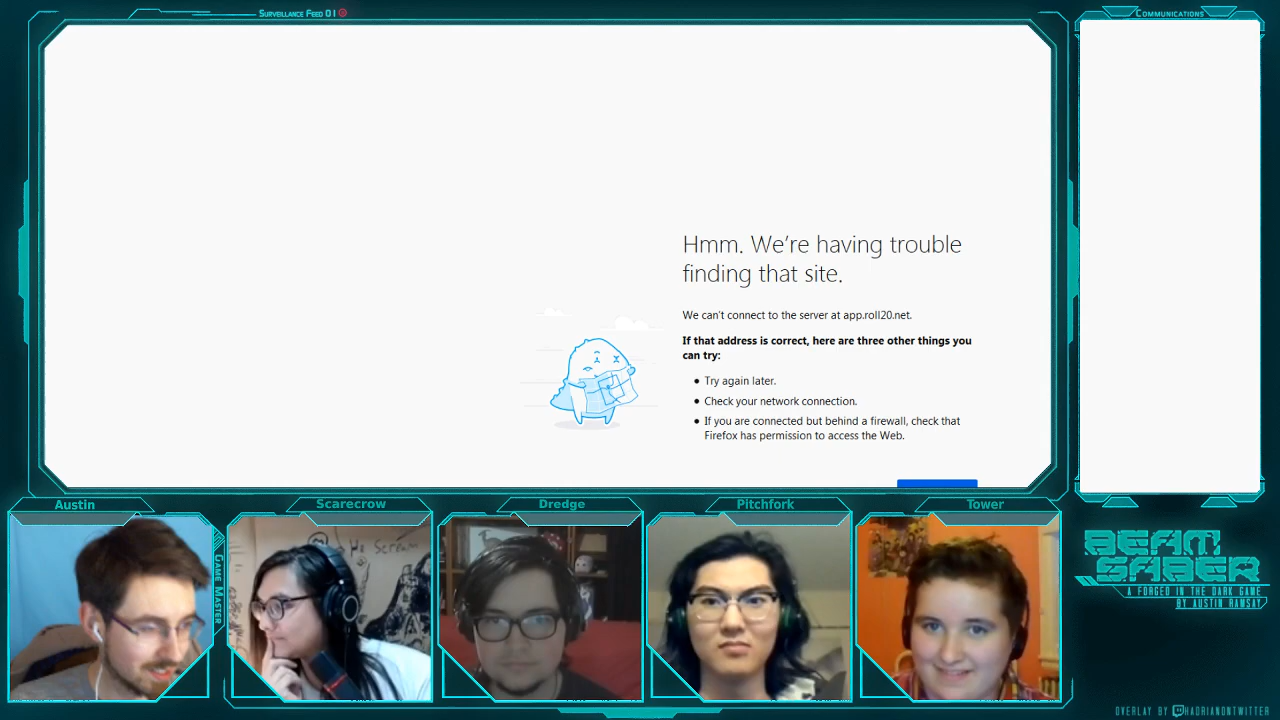 Surveillance Feed 01
Communications
Hmm. We're having trouble
finding that site.
We can't connect to the server at app.roll20.net.
If that address is correct, here are three other things you
can try:
Try again later.
Check your network connection.
If you are connected but behind a firewall, check that
Firefox has permission to access the Web.
Austin
Scarecrow
Dredge
Pitchfork
Tower
Game Master
He Scream
BEAM
SABER
A FORGED IN THE DARK GAME
BY AUSTIN RAMSAY
OVERLAY BY HADRIANONTWITTER